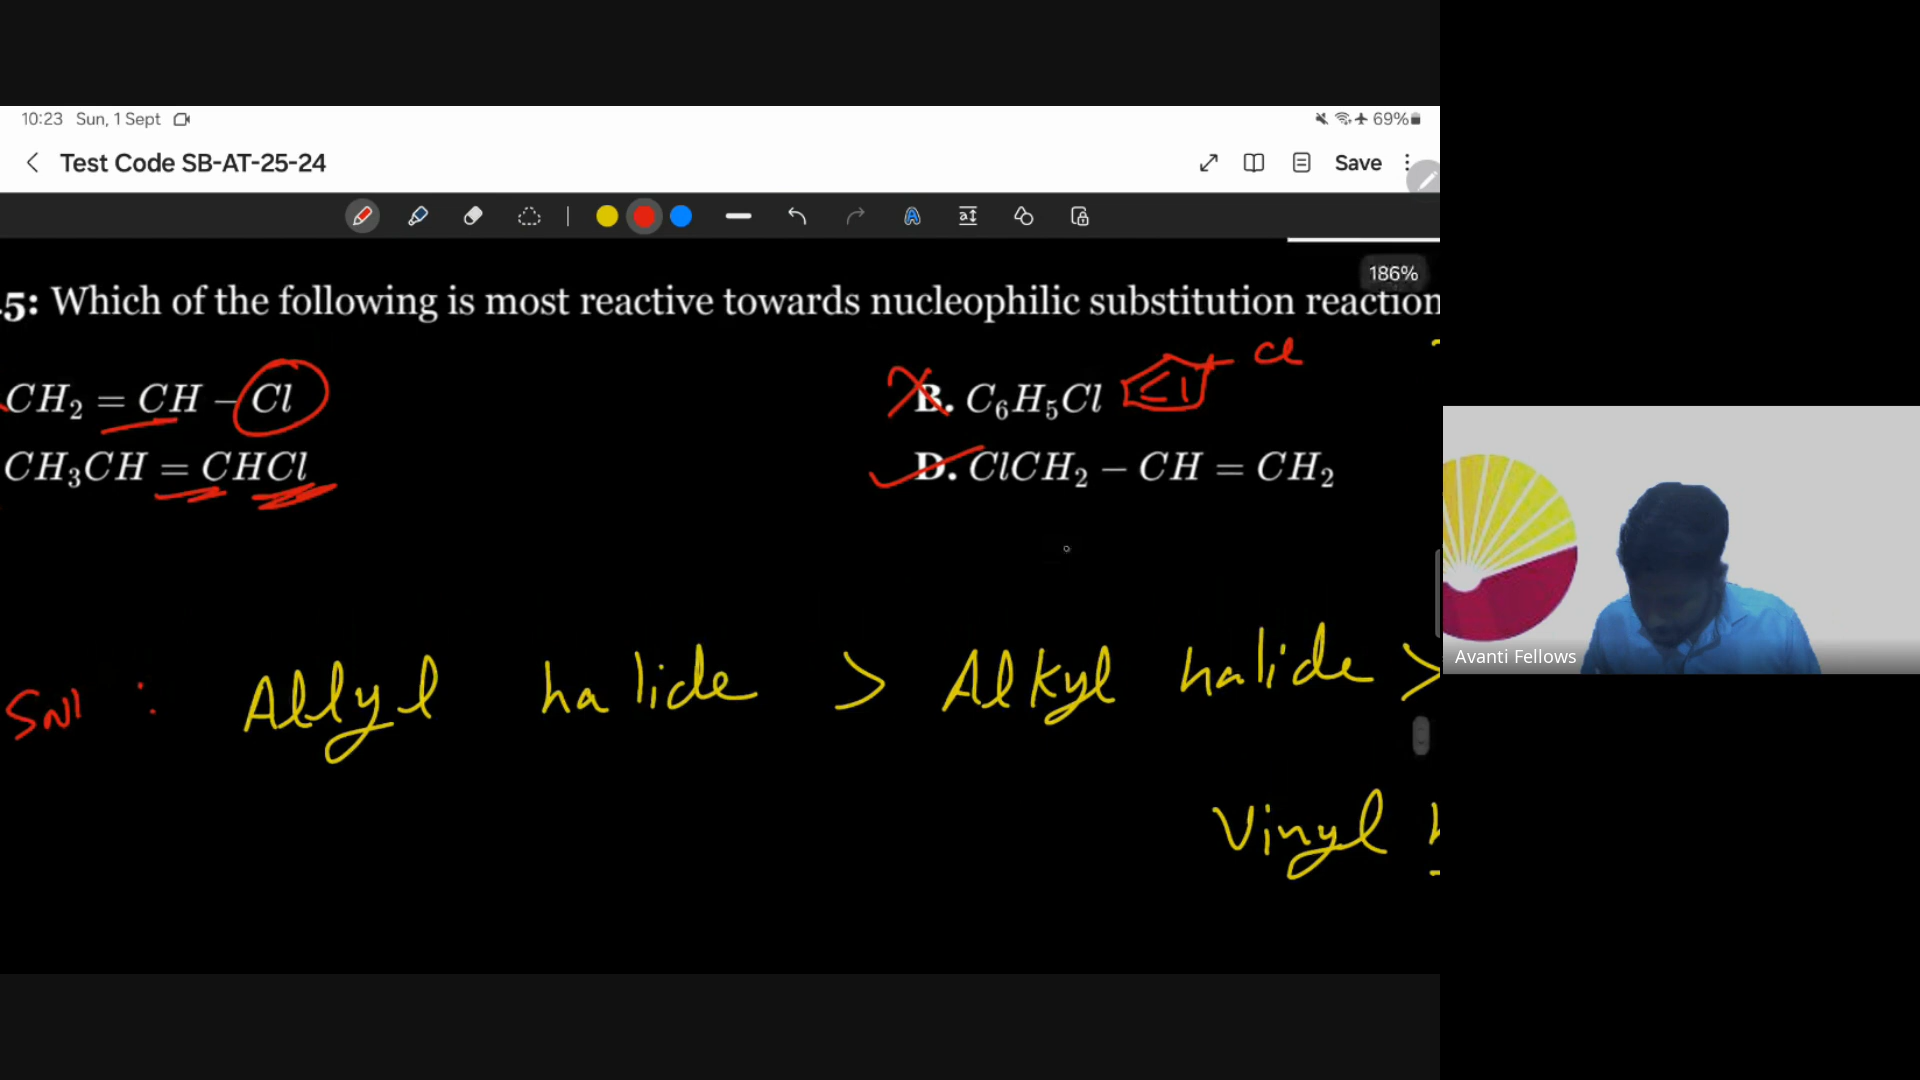 10:23 Sun, 1 Sept 69%
Test Code SB-AT-25-24 Save
186%
5: Which of the following is most reactive towards nucleophilic substitution reaction
CH₂ = CH − Cl B. C₆H₅Cl Cl
CH₃CH = CHCl D. ClCH₂ − CH = CH₂
SN1 : Allyl halide > Alkyl halide >
Vinyl
Avanti Fellows